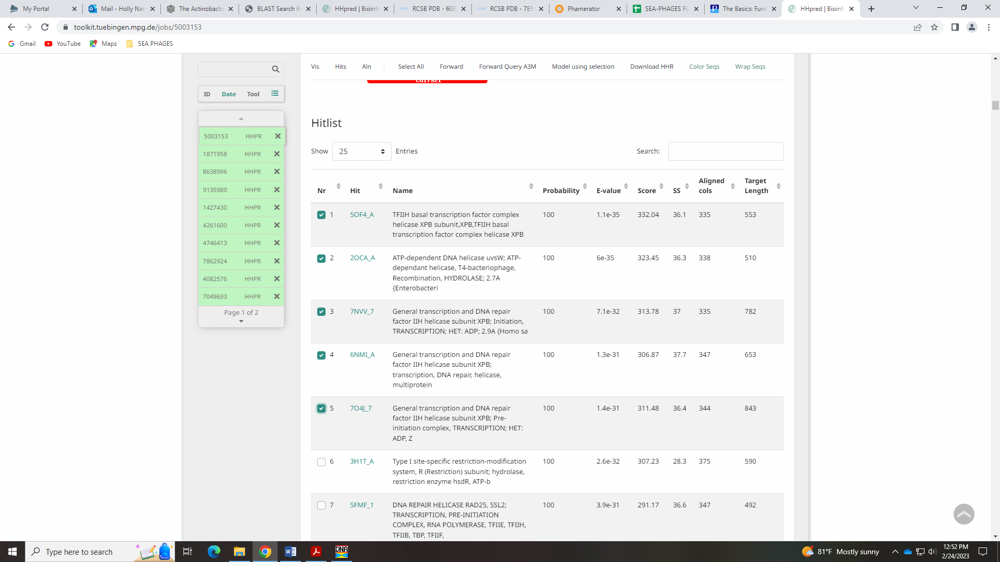 My Portal
Mail - Holly Nan
The Actinobacte
BLAST Search Re
HHpred | Bioinfo
RCSB PDB - 6GE
RCSB PDB - 7EN
Phamerator
SEA-PHAGES FU
The Basics: Func
HHpred | Bioinfo
toolkit.tuebingen.mpg.de/jobs/5003153
Gmail
YouTube
Maps
SEA PHAGES
Vis Hits Aln Select All Forward Forward Query A3M Model using selection Download HHR Color Seqs Wrap Seqs
cd17921
ID Date Tool
5003153 HHPR
1871958 HHPR
8638996 HHPR
9135980 HHPR
1427430 HHPR
4261600 HHPR
4746413 HHPR
7862924 HHPR
4082576 HHPR
7049693 HHPR
Page 1 of 2
Hitlist
Show 25 Entries
Search:
Nr Hit Name Probability E-value Score SS Aligned cols Target Length
1 5OF4_A TFIIH basal transcription factor complex 100 1.1e-35 332.04 36.1 335 553
helicase XPB subunit,XPB,TFIIH basal
transcription factor complex helicase XPB
2 2OCA_A ATP-dependent DNA helicase uvsW; ATP- 100 6e-35 323.45 36.3 338 510
dependant helicase, T4-bacteriophage,
Recombination, HYDROLASE; 2.7A
{Enterobacteri
3 7NVV_7 General transcription and DNA repair 100 7.1e-32 313.78 37 335 782
factor IIH helicase subunit XPB; Initiation,
TRANSCRIPTION; HET: ADP; 2.9A {Homo sa
4 6NMI_A General transcription and DNA repair 100 1.3e-31 306.87 37.7 347 653
factor IIH helicase subunit XPB;
transcription, DNA repair, helicase,
multiprotein
5 7O4J_7 General transcription and DNA repair 100 1.4e-31 311.48 36.4 344 843
factor IIH helicase subunit XPB; Pre-
initiation complex, TRANSCRIPTION; HET:
ADP, Z
6 3H1T_A Type I site-specific restriction-modification 100 2.6e-32 307.23 28.3 375 590
system, R (Restriction) subunit; hydrolase,
restriction enzyme hsdR, ATP-b
7 5FMF_1 DNA REPAIR HELICASE RAD25, SSL2; 100 3.9e-31 291.17 36.6 347 492
TRANSCRIPTION, PRE-INITIATION
COMPLEX, RNA POLYMERASE, TFIIE, TFIIH,
TFIIB, TBP, TFIIF,
Type here to search
DNA
81°F Mostly sunny
12:52 PM
2/24/2023